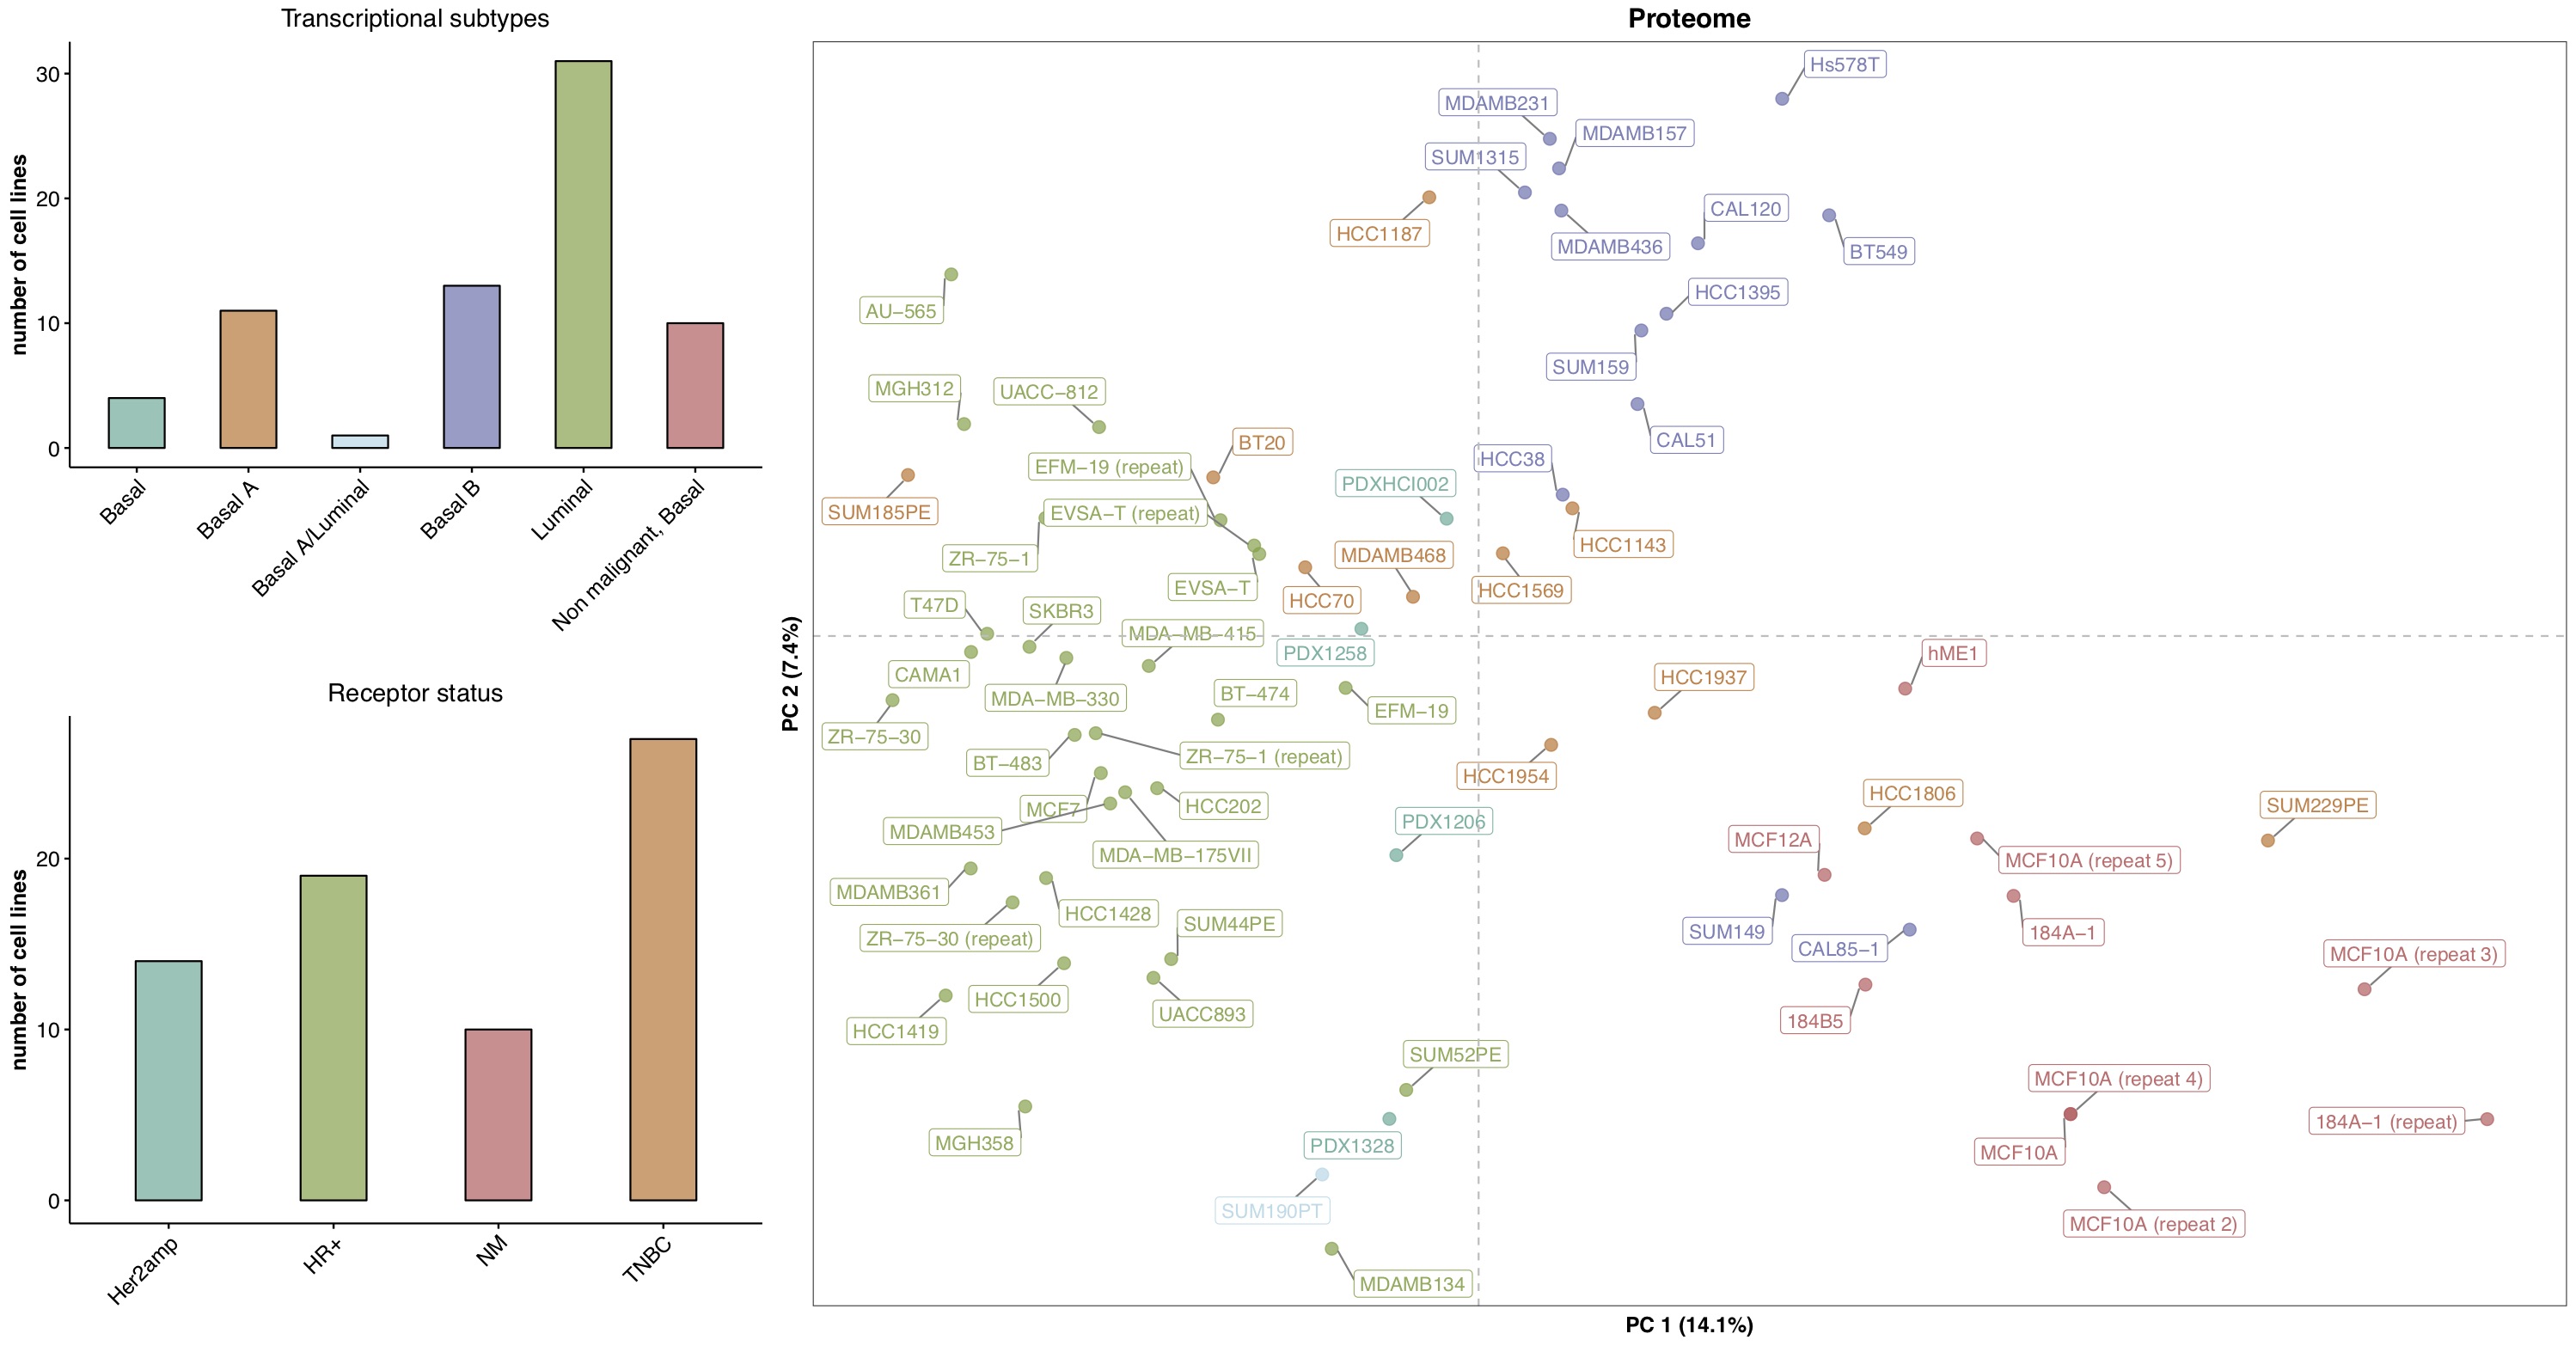 Transcriptional subtypes
number of cell lines
30
20
10
0
Basal
Basal A
Basal A/Luminal
Basal B
Luminal
Non malignant, Basal
Receptor status
number of cell lines
20
10
0
Her2amp
HR+
NM
TNBC
Proteome
PC 2 (7.4%)
Hs578T
MDAMB231
MDAMB157
SUM1315
CAL120
HCC1187
MDAMB436
BT549
HCC1395
AU−565
SUM159
MGH312
UACC−812
CAL51
BT20
HCC38
EFM−19 (repeat)
PDXHCI002
SUM185PE
EVSA−T (repeat)
HCC1143
MDAMB468
ZR−75−1
EVSA−T
HCC1569
HCC70
T47D
SKBR3
MDA−MB−415
PDX1258
hME1
CAMA1
HCC1937
BT−474
MDA−MB−330
EFM−19
ZR−75−30
ZR−75−1 (repeat)
BT−483
HCC1954
HCC1806
SUM229PE
HCC202
MCF7
PDX1206
MDAMB453
MCF12A
MDA−MB−175VII
MCF10A (repeat 5)
MDAMB361
HCC1428
SUM44PE
SUM149
184A−1
ZR−75−30 (repeat)
CAL85−1
MCF10A (repeat 3)
HCC1500
UACC893
184B5
HCC1419
SUM52PE
MCF10A (repeat 4)
184A−1 (repeat)
MGH358
PDX1328
MCF10A
SUM190PT
MCF10A (repeat 2)
MDAMB134
PC 1 (14.1%)